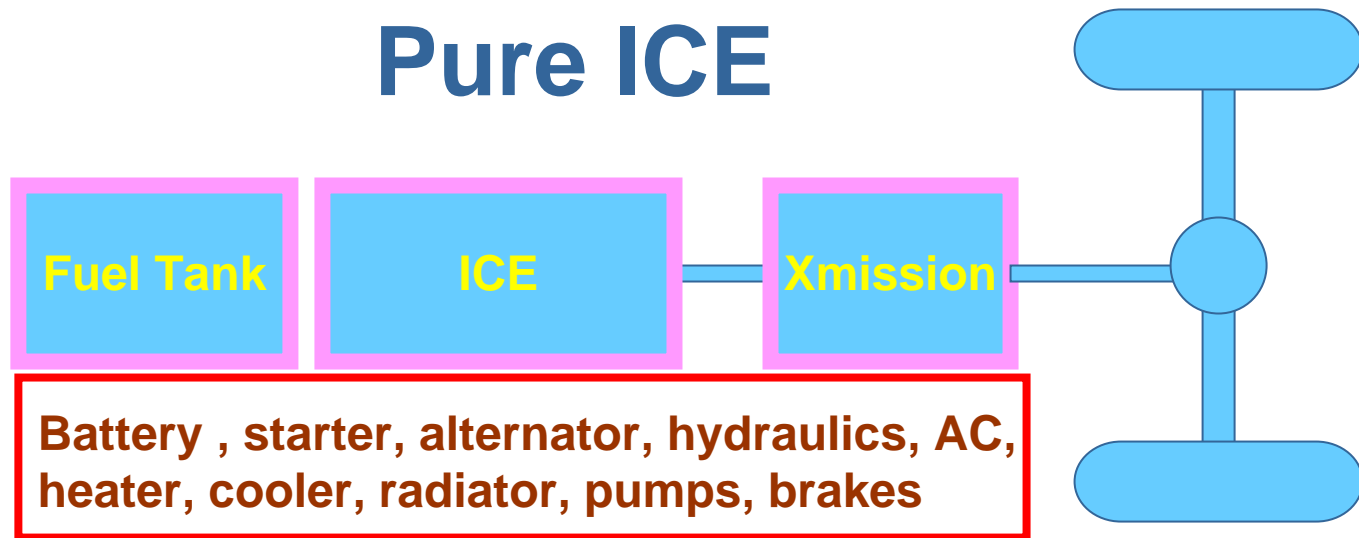 Pure ICE
Fuel Tank
ICE
Xmission
Battery , starter, alternator, hydraulics, AC,
heater, cooler, radiator, pumps, brakes